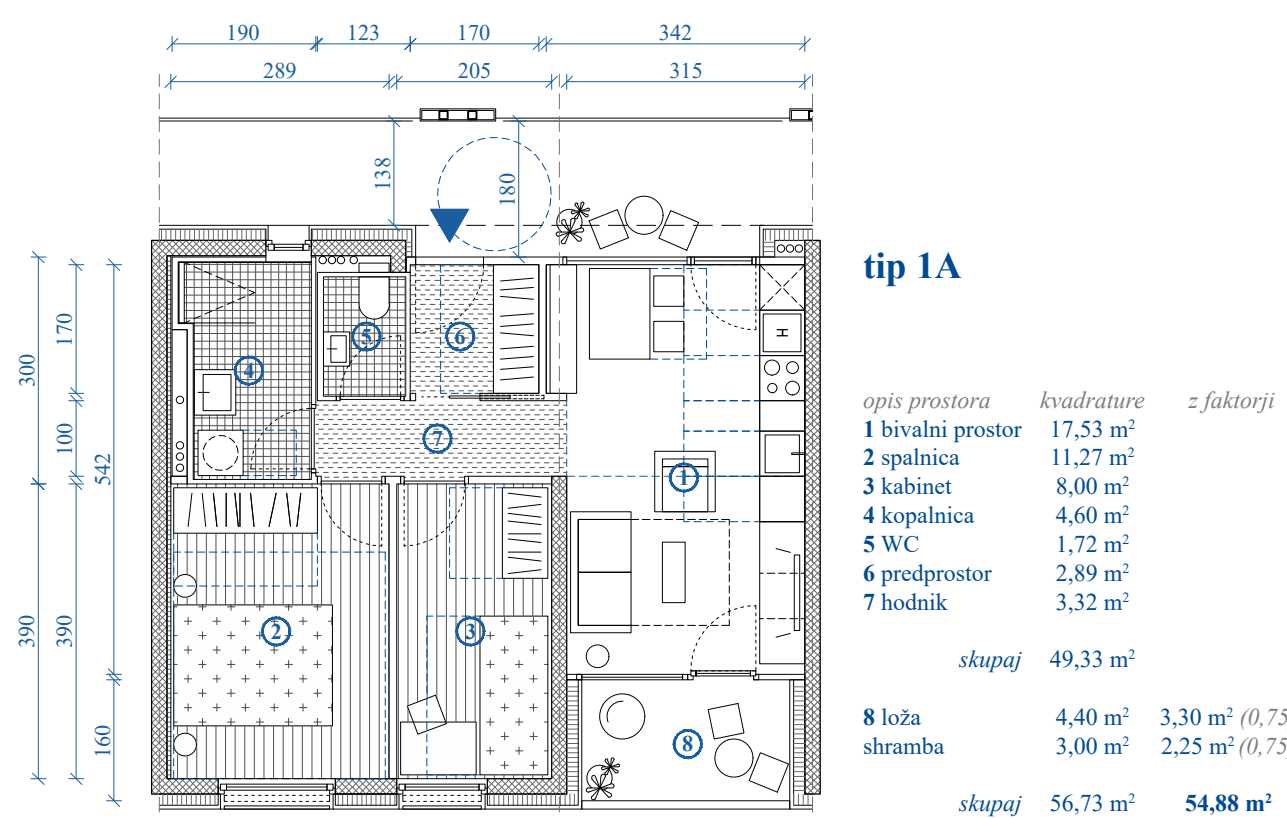 190 123 170 342
289 205 315
138
180
tip 1A
300
170
100
542
390
390
160
4
5
6
7
1
2
3
8
H
opis prostora kvadrature z faktorji
1 bivalni prostor 17,53 m²
2 spalnica 11,27 m²
3 kabinet 8,00 m²
4 kopalnica 4,60 m²
5 WC 1,72 m²
6 predprostor 2,89 m²
7 hodnik 3,32 m²
skupaj 49,33 m²
8 loža 4,40 m² 3,30 m² (0,75
shramba 3,00 m² 2,25 m² (0,75
skupaj 56,73 m² 54,88 m²